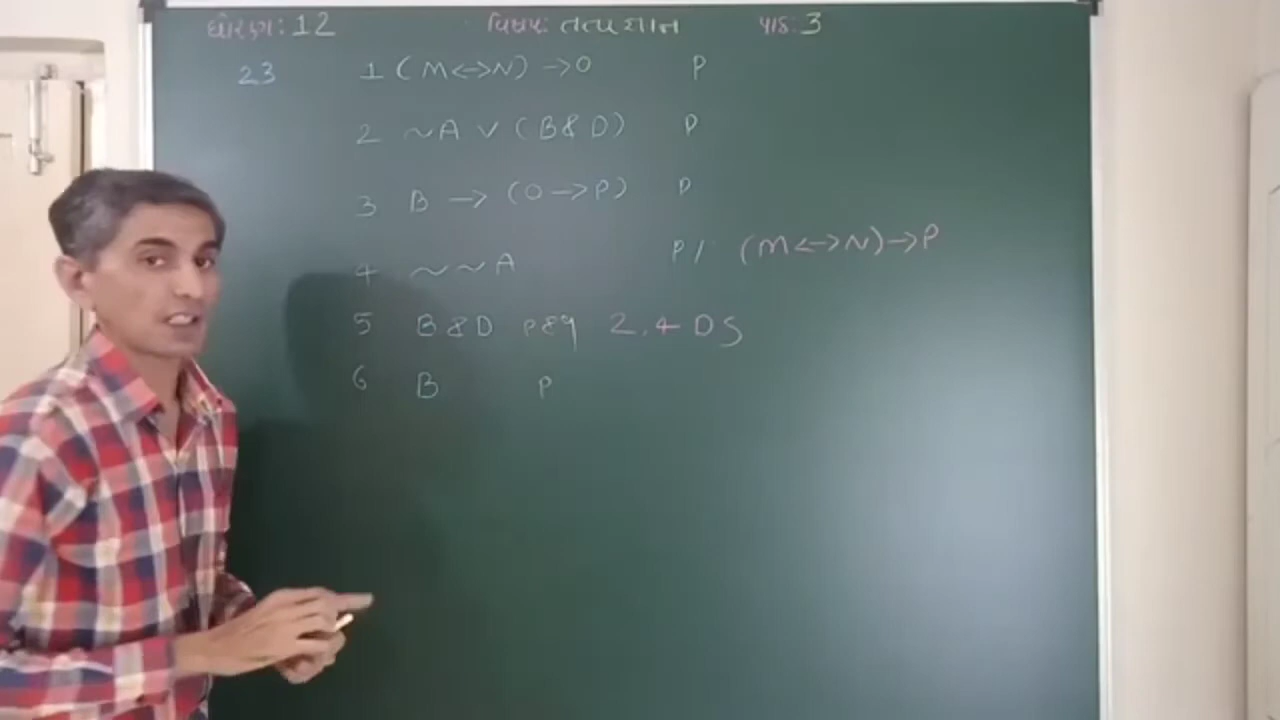 ધોરણ: 12 વિષય: તત્વજ્ઞાન પાઠ: 3
23 1 (M<->N) ->O P
2 ~A v (B&D) P
3 B -> (O->P) P
4 ~~A P/ (M<->N)->P
5 B&D p&q 2,4 DS
6 B P